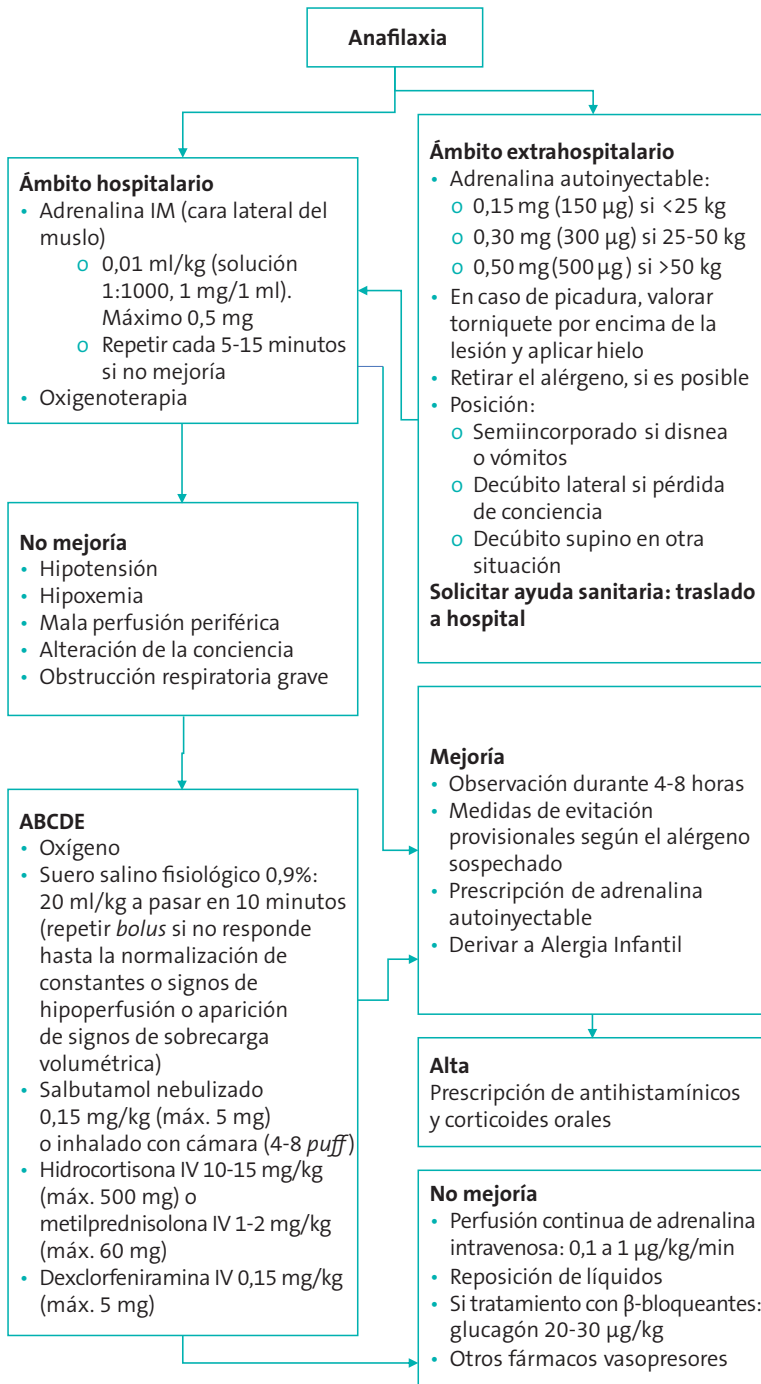 Anafilaxia
Ámbito hospitalario
• Adrenalina IM (cara lateral del
muslo)
o 0,01 ml/kg (solución
1:1000, 1 mg/1 ml).
Máximo 0,5 mg
o Repetir cada 5-15 minutos
si no mejoría
• Oxigenoterapia
Ámbito extrahospitalario
• Adrenalina autoinyectable:
o 0,15 mg (150 µg) si <25 kg
o 0,30 mg (300 µg) si 25-50 kg
o 0,50 mg (500 µg) si >50 kg
• En caso de picadura, valorar
torniquete por encima de la
lesión y aplicar hielo
• Retirar el alérgeno, si es posible
• Posición:
o Semiincorporado si disnea
o vómitos
o Decúbito lateral si pérdida
de conciencia
o Decúbito supino en otra
situación
Solicitar ayuda sanitaria: traslado
a hospital
No mejoría
• Hipotensión
• Hipoxemia
• Mala perfusión periférica
• Alteración de la conciencia
• Obstrucción respiratoria grave
Mejoría
• Observación durante 4-8 horas
• Medidas de evitación
provisionales según el alérgeno
sospechado
• Prescripción de adrenalina
autoinyectable
• Derivar a Alergia Infantil
ABCDE
• Oxígeno
• Suero salino fisiológico 0,9%:
20 ml/kg a pasar en 10 minutos
(repetir bolus si no responde
hasta la normalización de
constantes o signos de
hipoperfusión o aparición
de signos de sobrecarga
volumétrica)
• Salbutamol nebulizado
0,15 mg/kg (máx. 5 mg)
o inhalado con cámara (4-8 puff)
• Hidrocortisona IV 10-15 mg/kg
(máx. 500 mg) o
metilprednisolona IV 1-2 mg/kg
(máx. 60 mg)
• Dexclorfeniramina IV 0,15 mg/kg
(máx. 5 mg)
Alta
Prescripción de antihistamínicos
y corticoides orales
No mejoría
• Perfusión continua de adrenalina
intravenosa: 0,1 a 1 µg/kg/min
• Reposición de líquidos
• Si tratamiento con β-bloqueantes:
glucagón 20-30 µg/kg
• Otros fármacos vasopresores